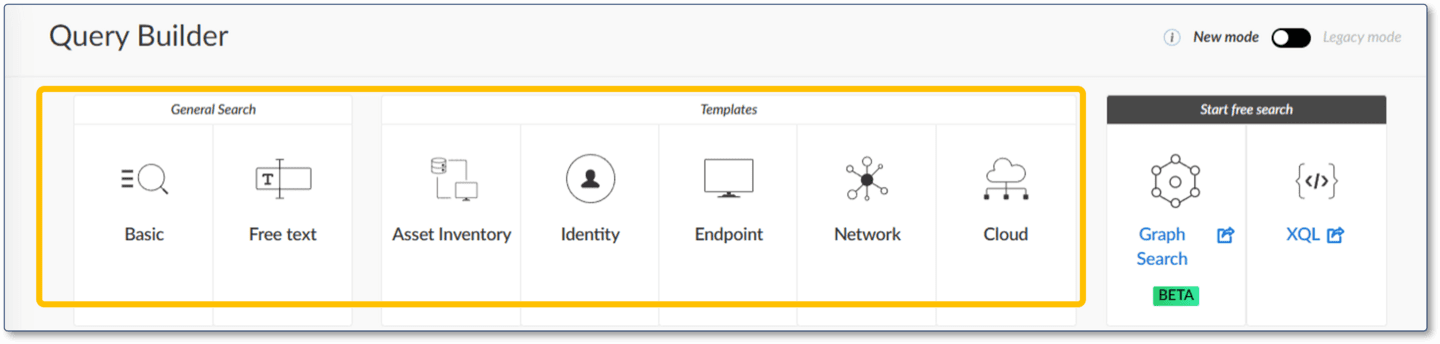 Query Builder
New mode
Legacy mode
General Search
Templates
Start free search
T
Basic
Free text
Asset Inventory
Identity
Endpoint
Network
Cloud
Graph
Search
BETA
XQL